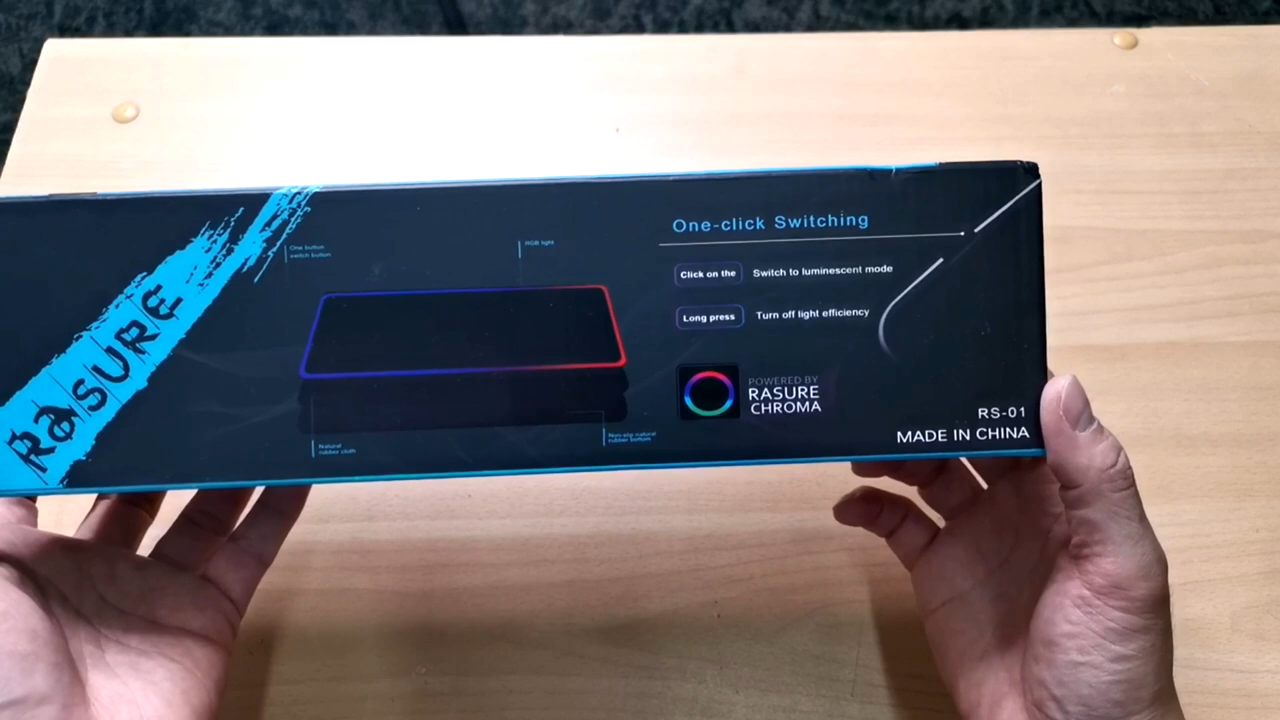 RASURE
One button
switch button
RGB light
Natural
rubber cloth
Non-slip natural
rubber bottom
One-click Switching
Click on the Switch to luminescent mode
Long press Turn off light efficiency
POWERED BY
RASURE
CHROMA
RS-01
MADE IN CHINA